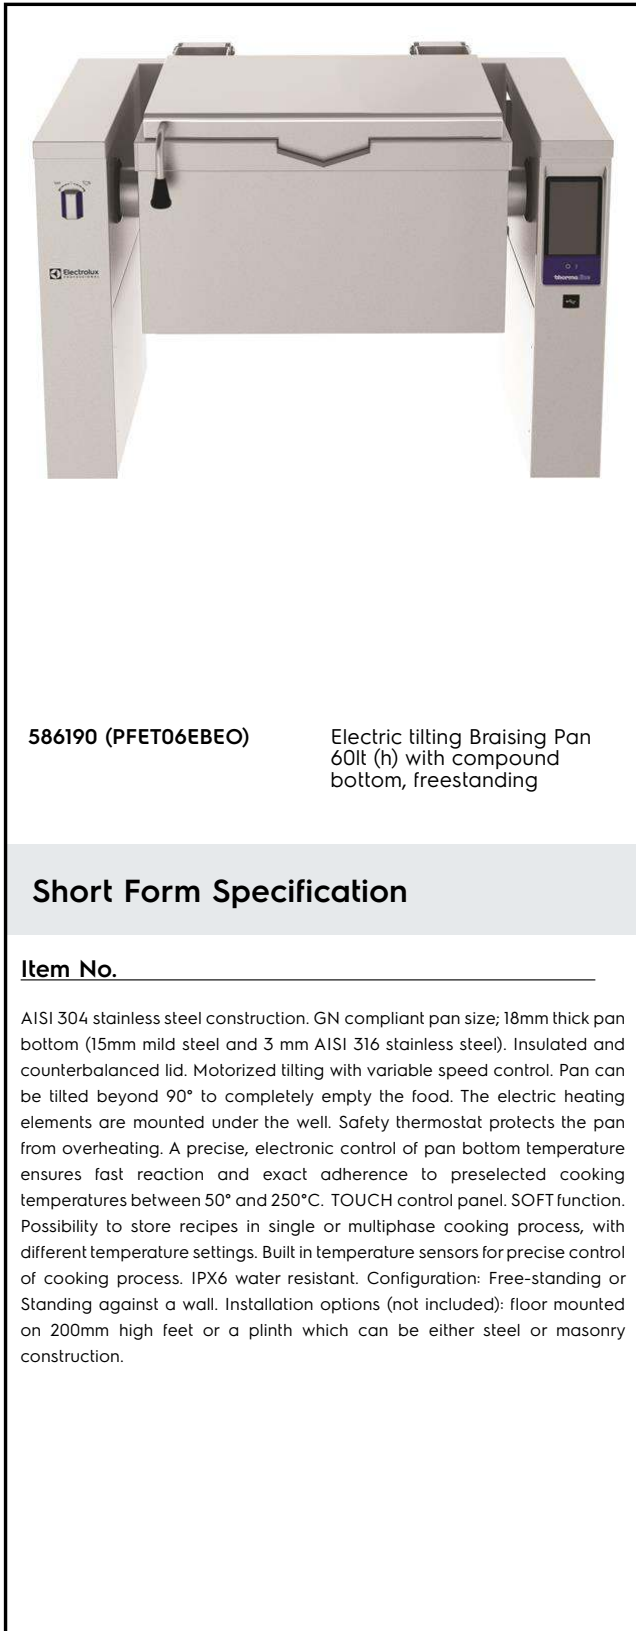 Electrolux
PROFESSIONAL
thermaline
586190 (PFET06EBEO)
Electric tilting Braising Pan
60lt (h) with compound
bottom, freestanding
Short Form Specification
Item No.
AISI 304 stainless steel construction. GN compliant pan size; 18mm thick pan
bottom (15mm mild steel and 3 mm AISI 316 stainless steel). Insulated and
counterbalanced lid. Motorized tilting with variable speed control. Pan can
be tilted beyond 90° to completely empty the food. The electric heating
elements are mounted under the well. Safety thermostat protects the pan
from overheating. A precise, electronic control of pan bottom temperature
ensures fast reaction and exact adherence to preselected cooking
temperatures between 50° and 250°C. TOUCH control panel. SOFT function.
Possibility to store recipes in single or multiphase cooking process, with
different temperature settings. Built in temperature sensors for precise control
of cooking process. IPX6 water resistant. Configuration: Free-standing or
Standing against a wall. Installation options (not included): floor mounted
on 200mm high feet or a plinth which can be either steel or masonry
construction.